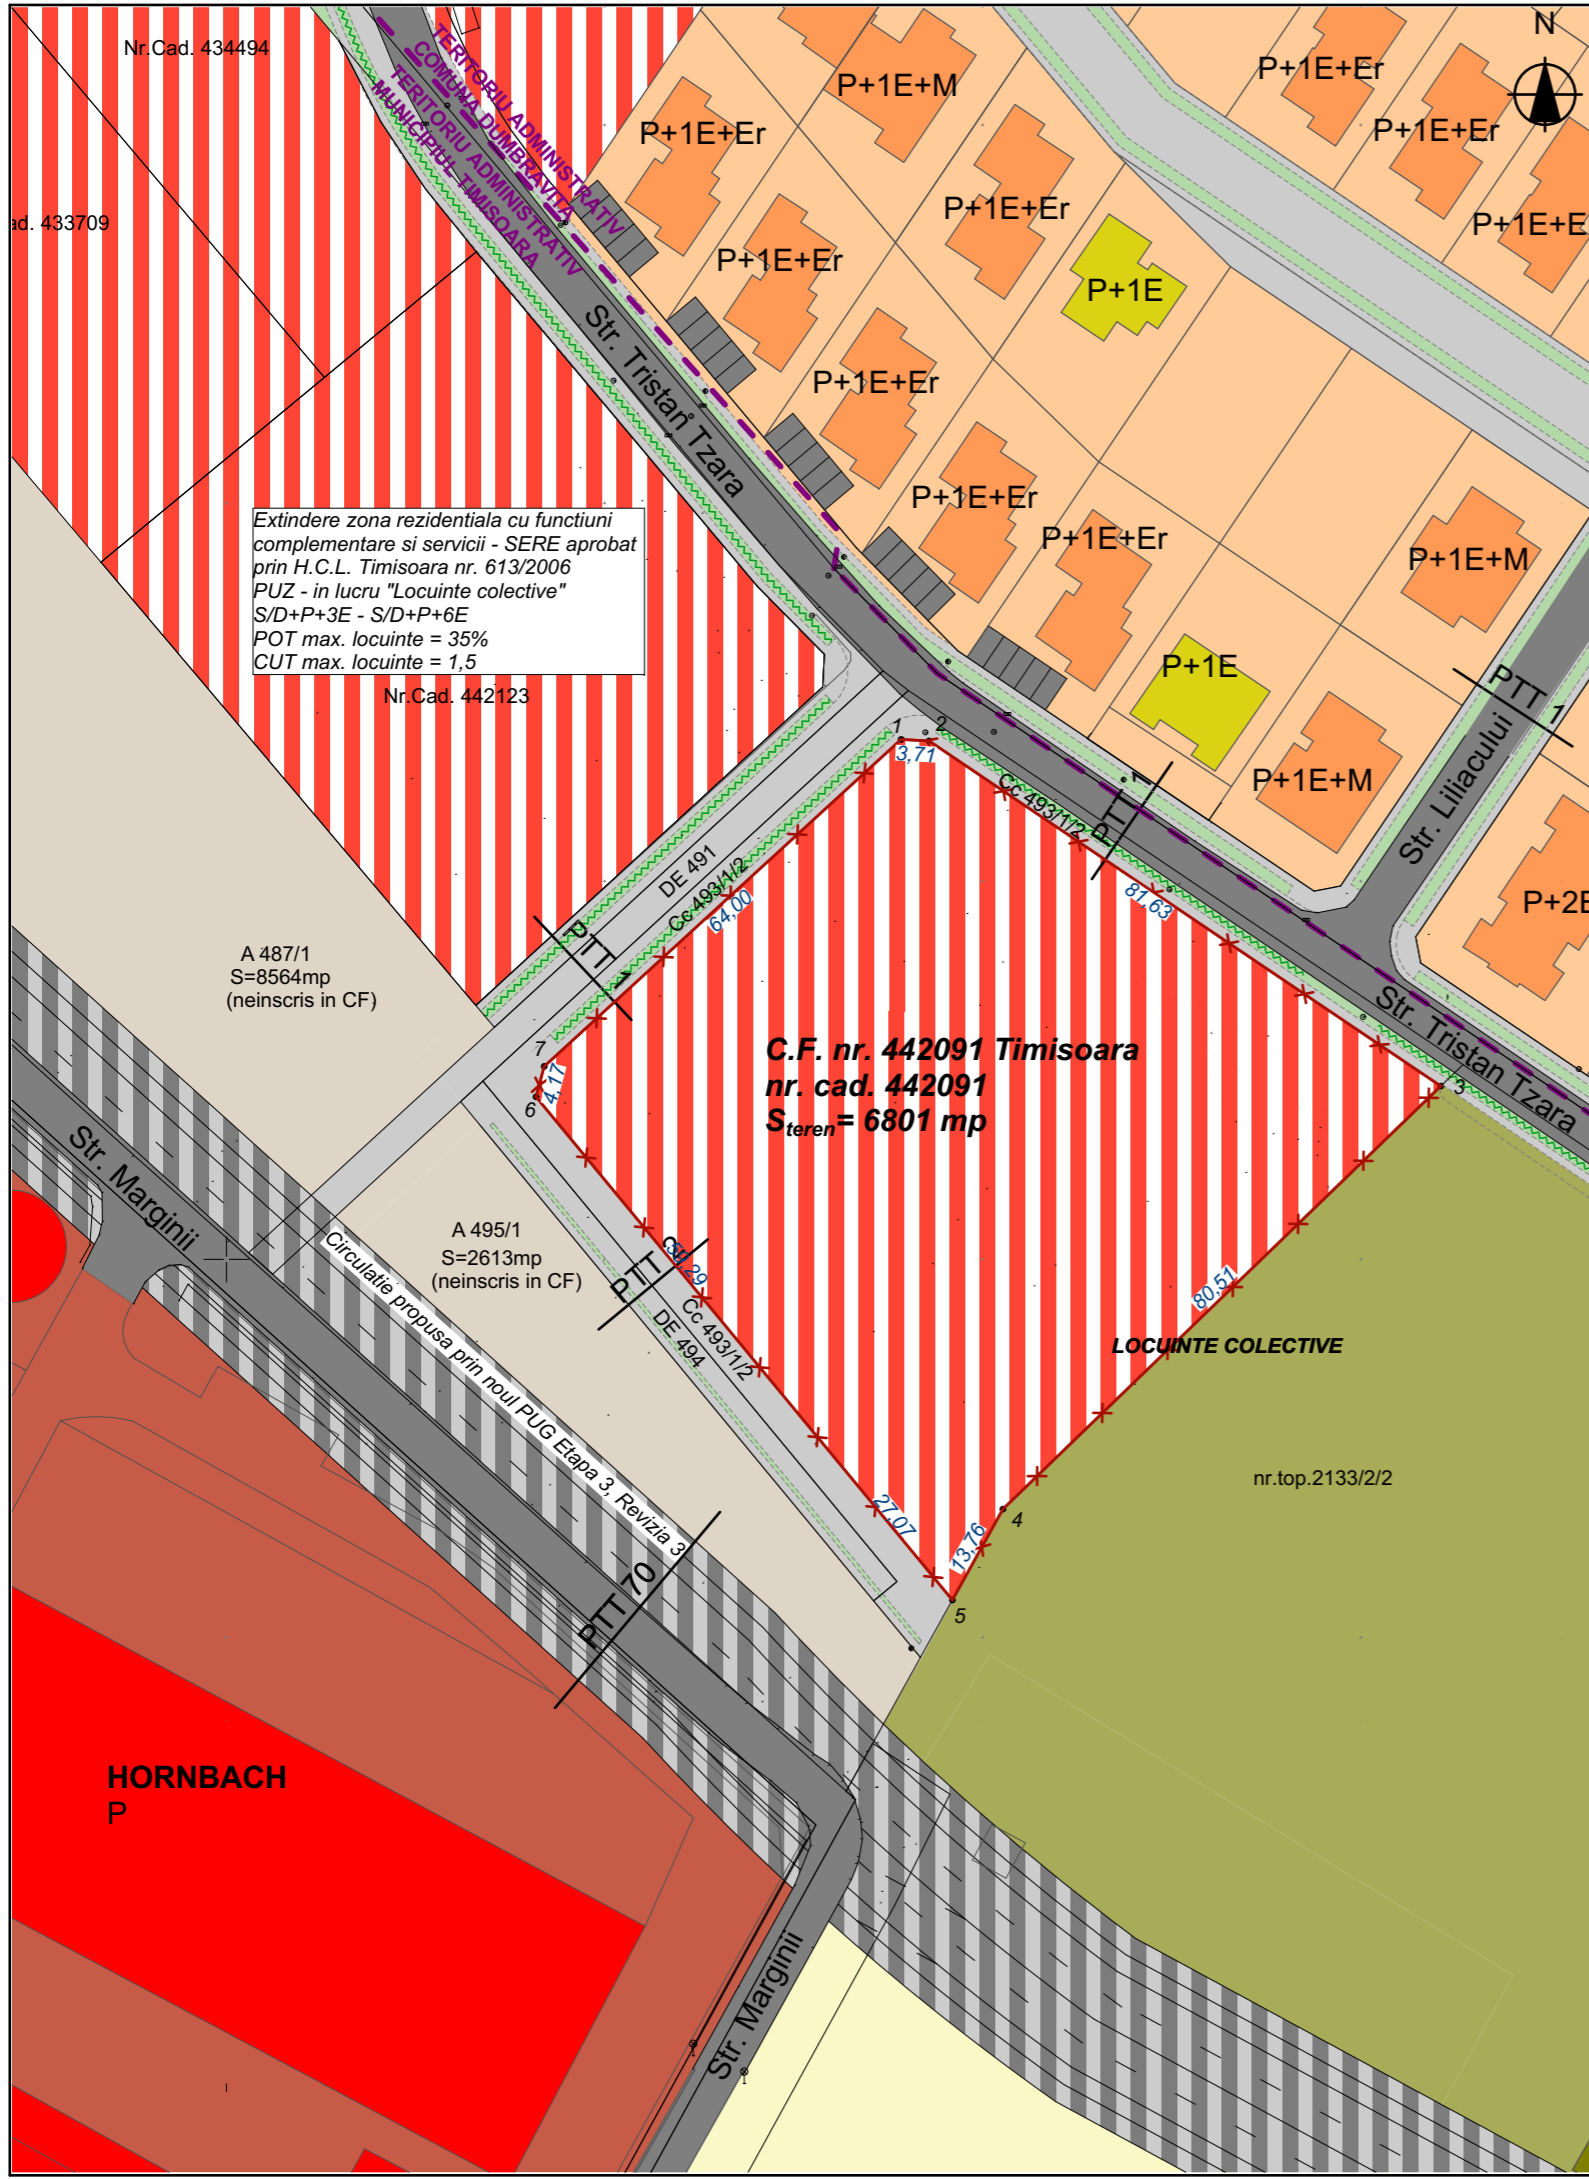 Nr.Cad. 434494
TERITORIU ADMINISTRATIV
COMUNA DUMBRAVITA
TERITORIU ADMINISTRATIV
MUNICIPIUL TIMISOARA
N
P+1E+M
P+1E+Er
P+1E+Er
P+1E+Er
433709
P+1E+Er
P+1E+Er
P+1E+Er
P+1E
Str. Tristan Tzara
P+1E+Er
P+1E+Er
P+1E+Er
P+1E+M
Extindere zona rezidentiala cu functiuni
complementare si servicii - SERE aprobat
prin H.C.L. Timisoara nr. 613/2006
PUZ - in lucru "Locuinte colective"
S/D+P+3E - S/D+P+6E
POT max. locuinte = 35%
CUT max. locuinte = 1,5
Nr.Cad. 442123
P+1E
PTT 1
Str. Liliacului
P+1E+M
1
2
3,71
Cc 493/1/2
PTT 1
81,63
P+2E
DE 491
Cc 493/1/2
64,00
PTT 1
A 487/1
S=8564mp
(neinscris in CF)
Str. Tristan Tzara
C.F. nr. 442091 Timisoara
nr. cad. 442091
Steren= 6801 mp
7
4,17
6
3
Str. Marginii
A 495/1
S=2613mp
(neinscris in CF)
PTT
Cc 493/1/2
DE 494
Circulatie propusa prin noul PUG Etapa 3, Revizia 3
80,51
LOCUINTE COLECTIVE
nr.top.2133/2/2
27,07
13,76
4
5
PTT 70
HORNBACH
P
Str. Marginii